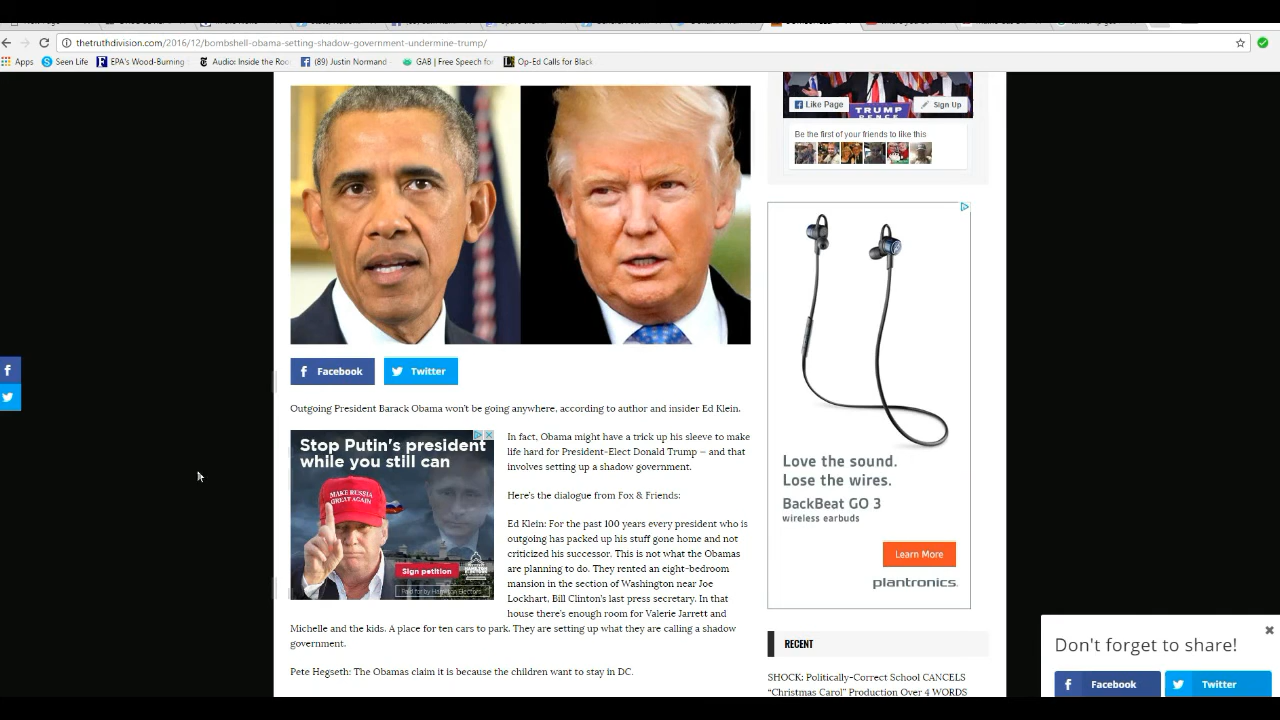 thetruthdivision.com/2016/12/bombshell-obama-setting-shadow-government-undermine-trump/
Apps
Seen Life
EPA's Wood-Burning
Audio: Inside the Roo
(89) Justin Normand
GAB | Free Speech fo
Op-Ed Calls for Black
Like Page
Sign Up
TRUMP
PENCE
Be the first of your friends to like this
Facebook
Twitter
Outgoing President Barack Obama won't be going anywhere, according to author and insider Ed Klein.
Stop Putin's president
while you still can
MAKE RUSSIA
GREAT AGAIN
Sign petition
Paid for by Hamilton Electors
In fact, Obama might have a trick up his sleeve to make
life hard for President-Elect Donald Trump — and that
involves setting up a shadow government.
Here's the dialogue from Fox & Friends:
Ed Klein: For the past 100 years every president who is
outgoing has packed up his stuff gone home and not
criticized his successor. This is not what the Obamas
are planning to do. They rented an eight-bedroom
mansion in the section of Washington near Joe
Lockhart, Bill Clinton's last press secretary. In that
house there's enough room for Valerie Jarrett and
Michelle and the kids. A place for ten cars to park. They are setting up what they are calling a shadow
government.
Pete Hegseth: The Obamas claim it is because the children want to stay in DC.
Love the sound.
Lose the wires.
BackBeat GO 3
wireless earbuds
Learn More
plantronics.
RECENT
SHOCK: Politically-Correct School CANCELS
"Christmas Carol" Production Over 4 WORDS
Don't forget to share!
Facebook
Twitter